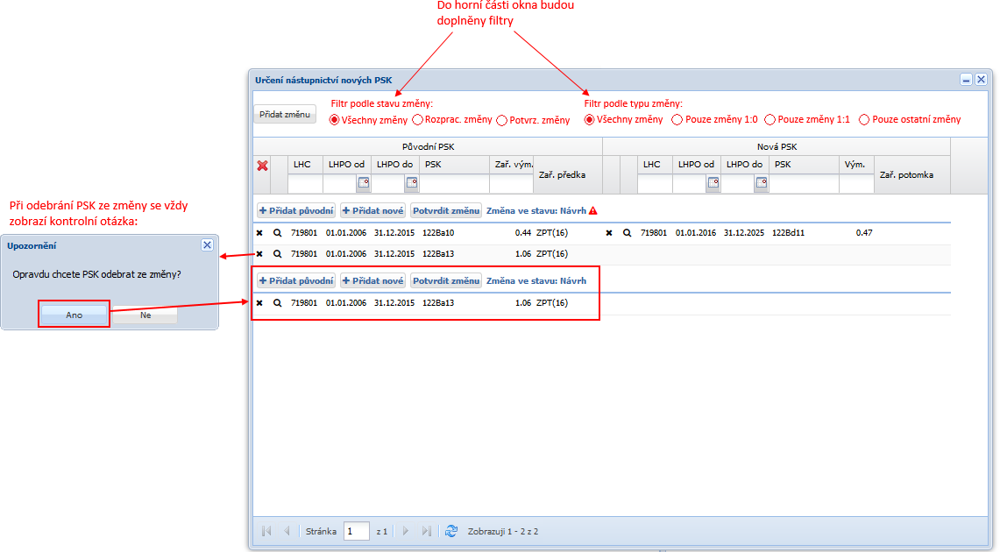 Do horní části okna budou
doplněny filtry
Určení nástupnictví nových PSK
Přidat změnu
Filtr podle stavu změny:
Všechny změny Rozprac. změny Potvrz. změny
Filtr podle typu změny:
Všechny změny Pouze změny 1:0 Pouze změny 1:1 Pouze ostatní změny
Původní PSK Nová PSK
LHC LHPO od LHPO do PSK Zař. vým. Zař. předka LHC LHPO od LHPO do PSK Vým. Zař. potomka
Přidat původní Přidat nové Potvrdit změnu Změna ve stavu: Návrh
719801 01.01.2006 31.12.2015 122Ba10 0.44 ZPT(16) 719801 01.01.2016 31.12.2025 122Bd11 0.47
719801 01.01.2006 31.12.2015 122Ba13 1.06 ZPT(16)
Přidat původní Přidat nové Potvrdit změnu Změna ve stavu: Návrh
719801 01.01.2006 31.12.2015 122Ba13 1.06 ZPT(16)
Při odebrání PSK ze změny se vždy
zobrazí kontrolní otázka:
Upozornění
Opravdu chcete PSK odebrat ze změny?
Ano Ne
Stránka 1 z 1 Zobrazuji 1 - 2 z 2